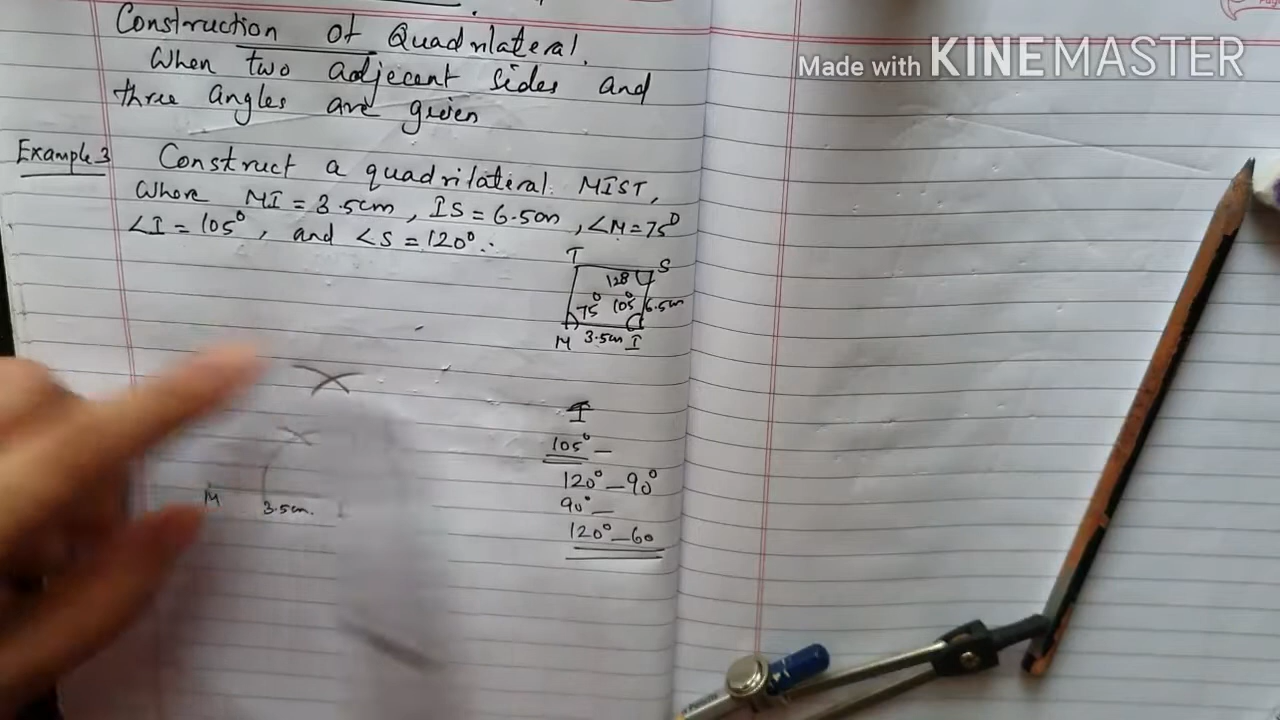 Construction of Quadrilateral.
When two adjecent sides and
three angles are given
Made with KINEMASTER
Example 3 Construct a quadrilateral MIST,
Where MI = 3.5cm, IS = 6.5cm, ∠M = 75°
∠I = 105°, and ∠S = 120°.
T S
120
75° 105° 6.5cm
M 3.5cm I
I
105° —
120° — 90°
90° —
120° — 60
M 3.5cm.